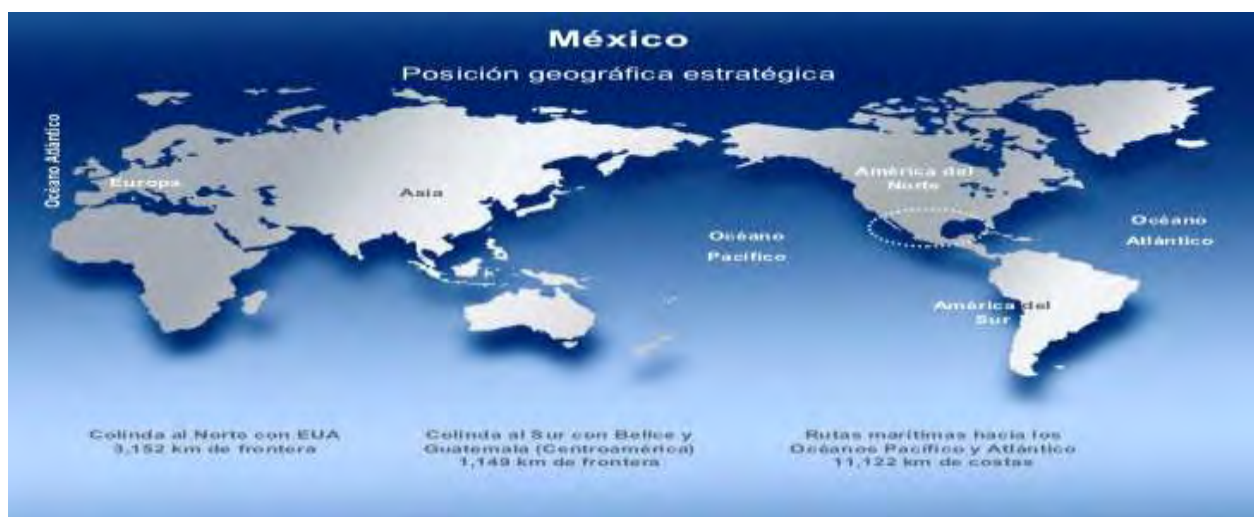 México
Posición geográfica estratégica
Océano Atlántico
Europa
Asia
América del
Norte
Océano
Pacífico
Océano
Atlántico
América del
Sur
Colinda al Norte con EUA
3,152 km de frontera
Colinda al Sur con Belice y
Guatemala (Centroamérica)
1,149 km de frontera
Rutas marítimas hacia los
Océanos Pacífico y Atlántico
11,122 km de costas